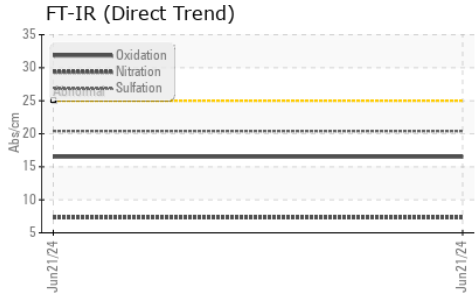 FT-IR (Direct Trend)
35
30
25
20
15
10
5
Abs/cm
Oxidation
Nitration
Sulfation
Abnormal
Jun21/24
Jun21/24